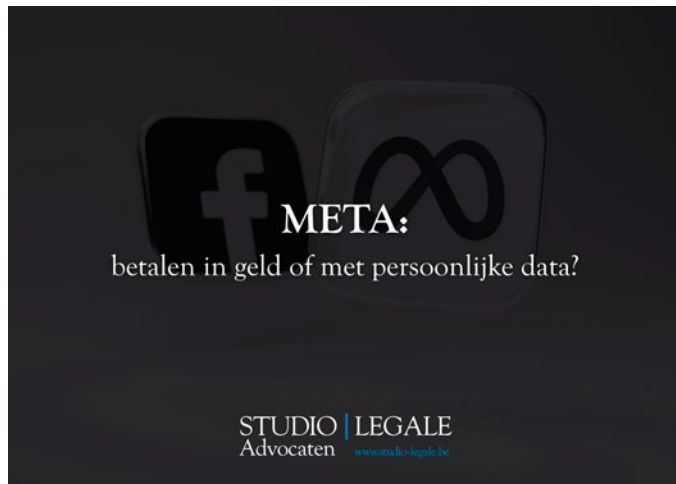 META:
betalen in geld of met persoonlijke data?
STUDIO | LEGALE
Advocaten www.studio-legale.be